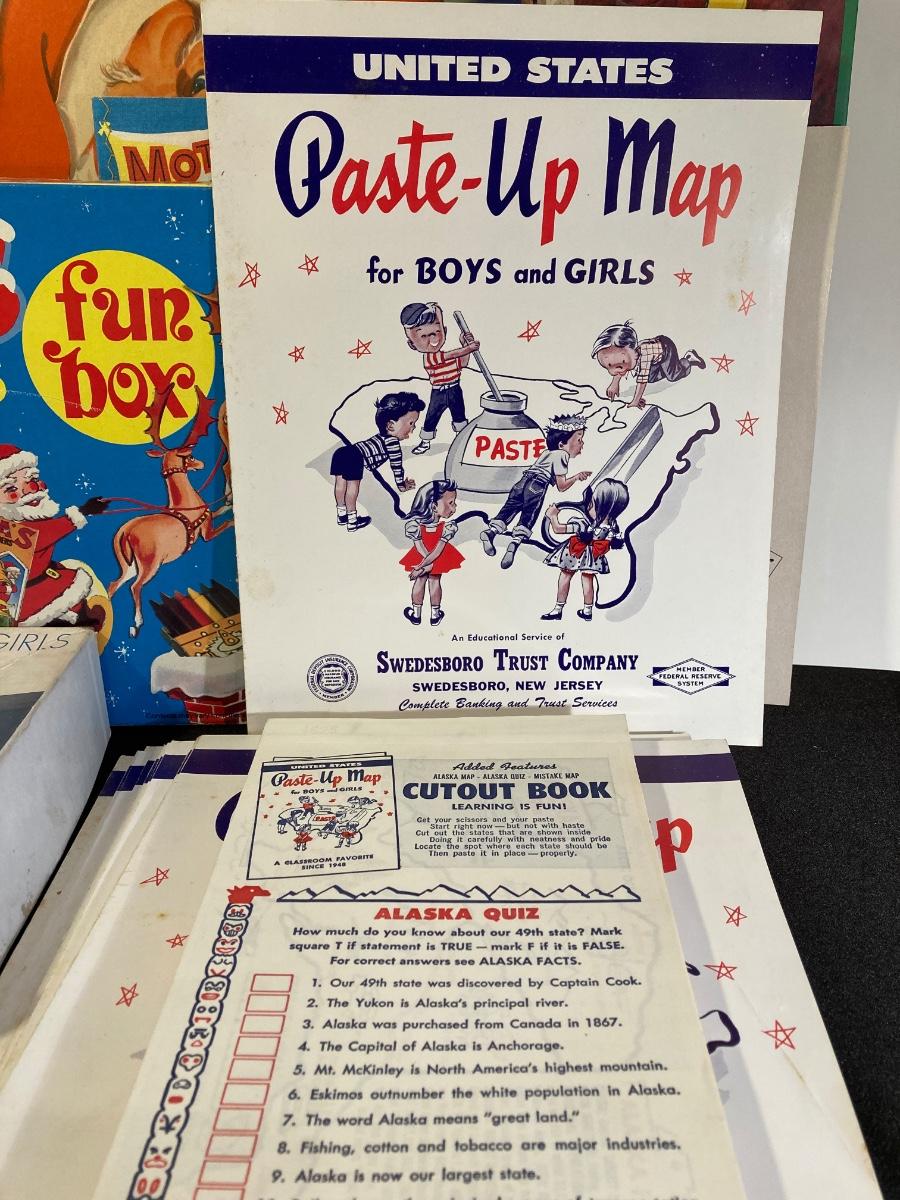 UNITED STATES
Paste-Up Map
for BOYS and GIRLS
PASTE
An Educational Service of
SWEDESBORO TRUST COMPANY
SWEDESBORO, NEW JERSEY
Complete Banking and Trust Services
MEMBER
FEDERAL RESERVE
SYSTEM
MOT
fun
box
GIRLS
UNITED STATES
Paste-Up Map
for BOYS and GIRLS
PASTE
A CLASSROOM FAVORITE
SINCE 1948
Added Features
ALASKA MAP - ALASKA QUIZ - MISTAKE MAP
CUTOUT BOOK
LEARNING IS FUN!
Get your scissors and your paste
Start right now—but not with haste
Cut out the states that are shown inside
Doing it carefully with neatness and pride
Locate the spot where each state should be
Then paste it in place—properly.
p
ALASKA QUIZ
How much do you know about our 49th state? Mark
square T if statement is TRUE — mark F if it is FALSE.
For correct answers see ALASKA FACTS.
1. Our 49th state was discovered by Captain Cook.
2. The Yukon is Alaska's principal river.
3. Alaska was purchased from Canada in 1867.
4. The Capital of Alaska is Anchorage.
5. Mt. McKinley is North America's highest mountain.
6. Eskimos outnumber the white population in Alaska.
7. The word Alaska means "great land."
8. Fishing, cotton and tobacco are major industries.
9. Alaska is now our largest state.